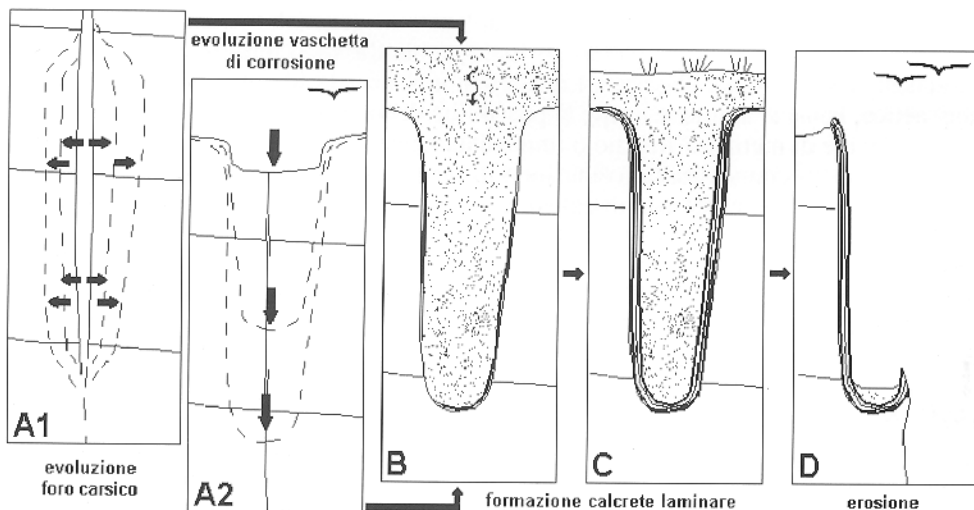 evoluzione vaschetta
di corrosione
A1
evoluzione
foro carsico
A2
B
C
D
formazione calcrete laminare
erosione